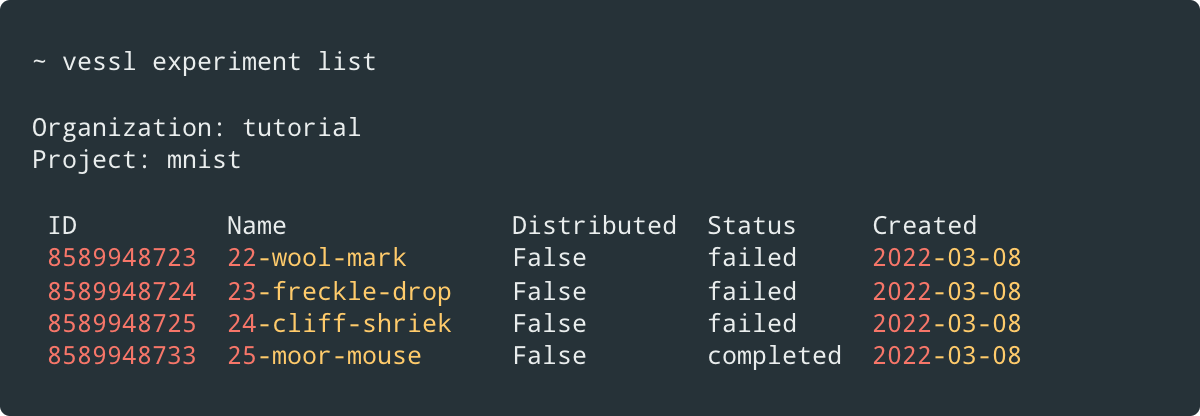 ~ vessl experiment list
Organization: tutorial
Project: mnist
ID Name Distributed Status Created
8589948723 22-wool-mark False failed 2022-03-08
8589948724 23-freckle-drop False failed 2022-03-08
8589948725 24-cliff-shriek False failed 2022-03-08
8589948733 25-moor-mouse False completed 2022-03-08